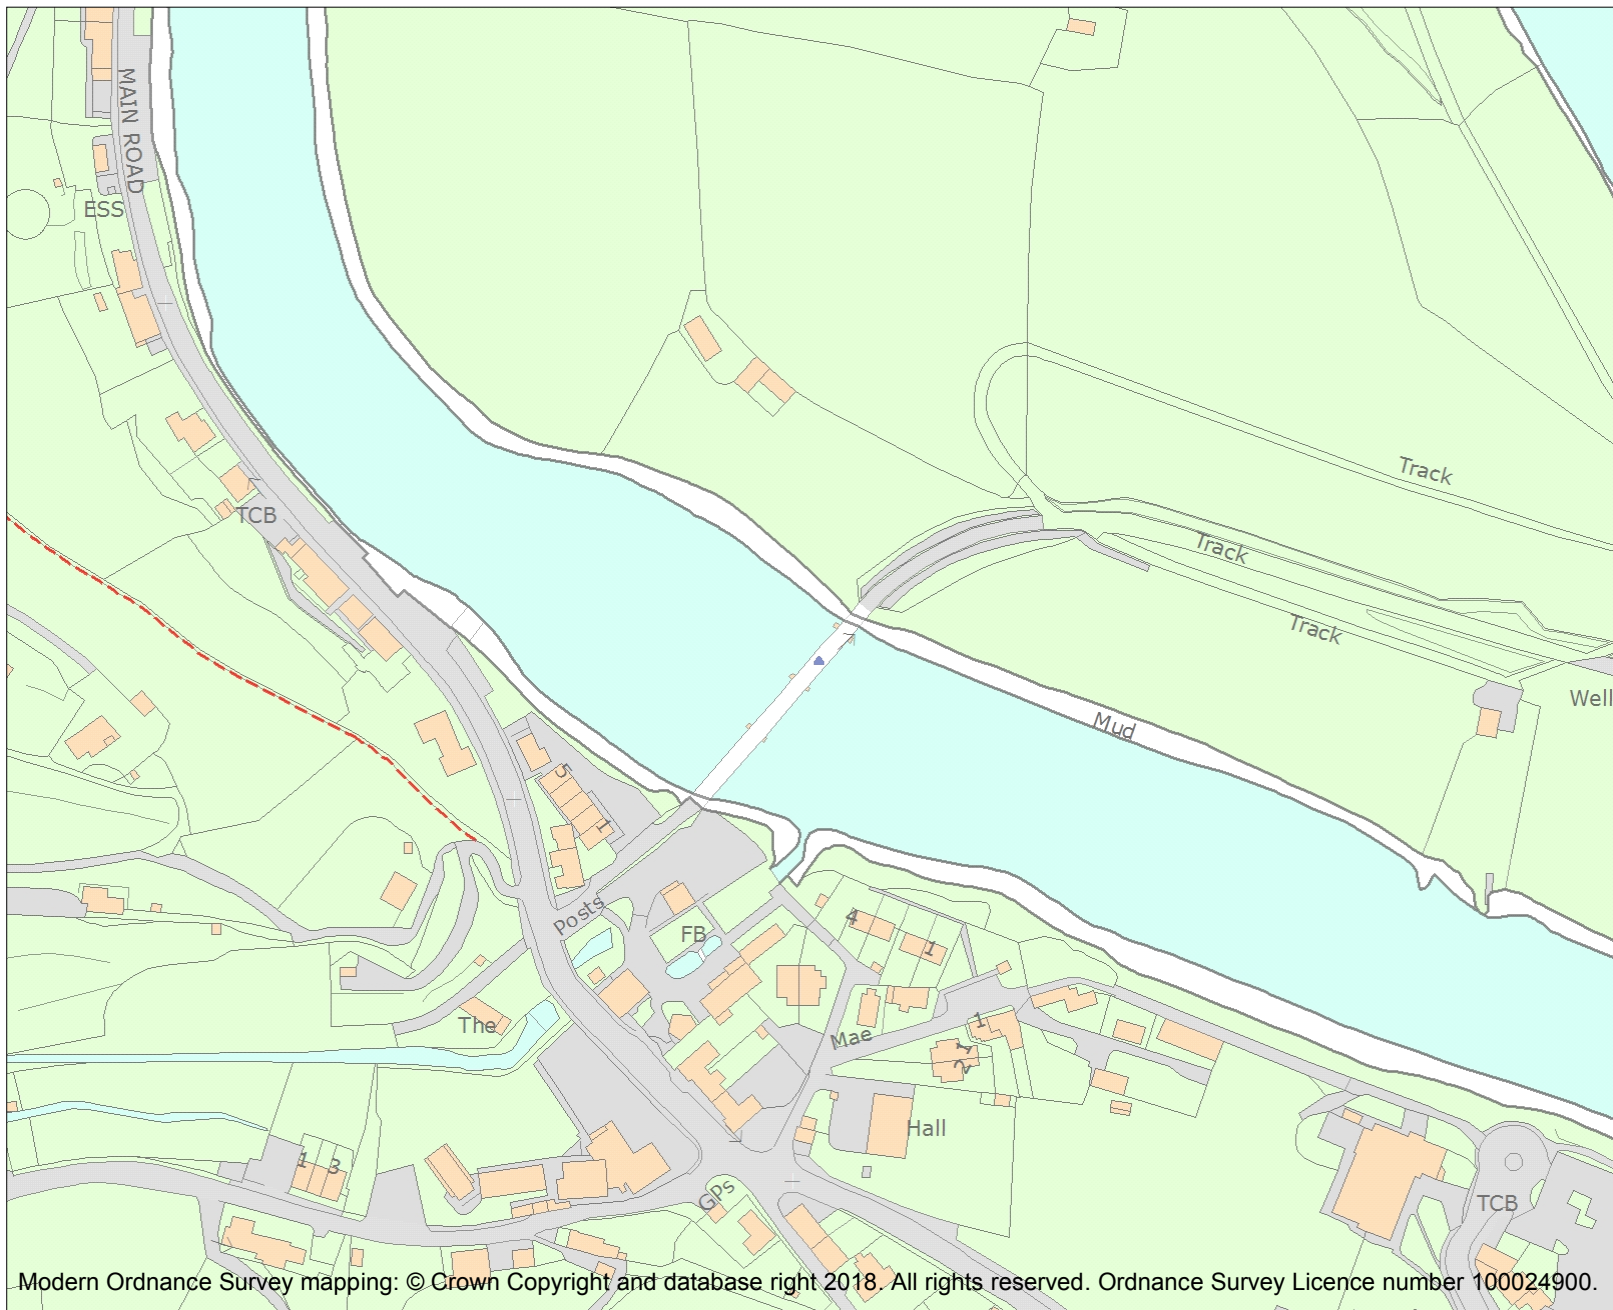 MAIN ROAD
ESS
Track
TCB
Track
Track
Well
Mud
5
1
Posts
4
FB
1
The
Mae
1
1
2
Hall
1 3
GPs
TCB
Modern Ordnance Survey mapping: © Crown Copyright and database right 2018. All rights reserved. Ordnance Survey Licence number 100024900.